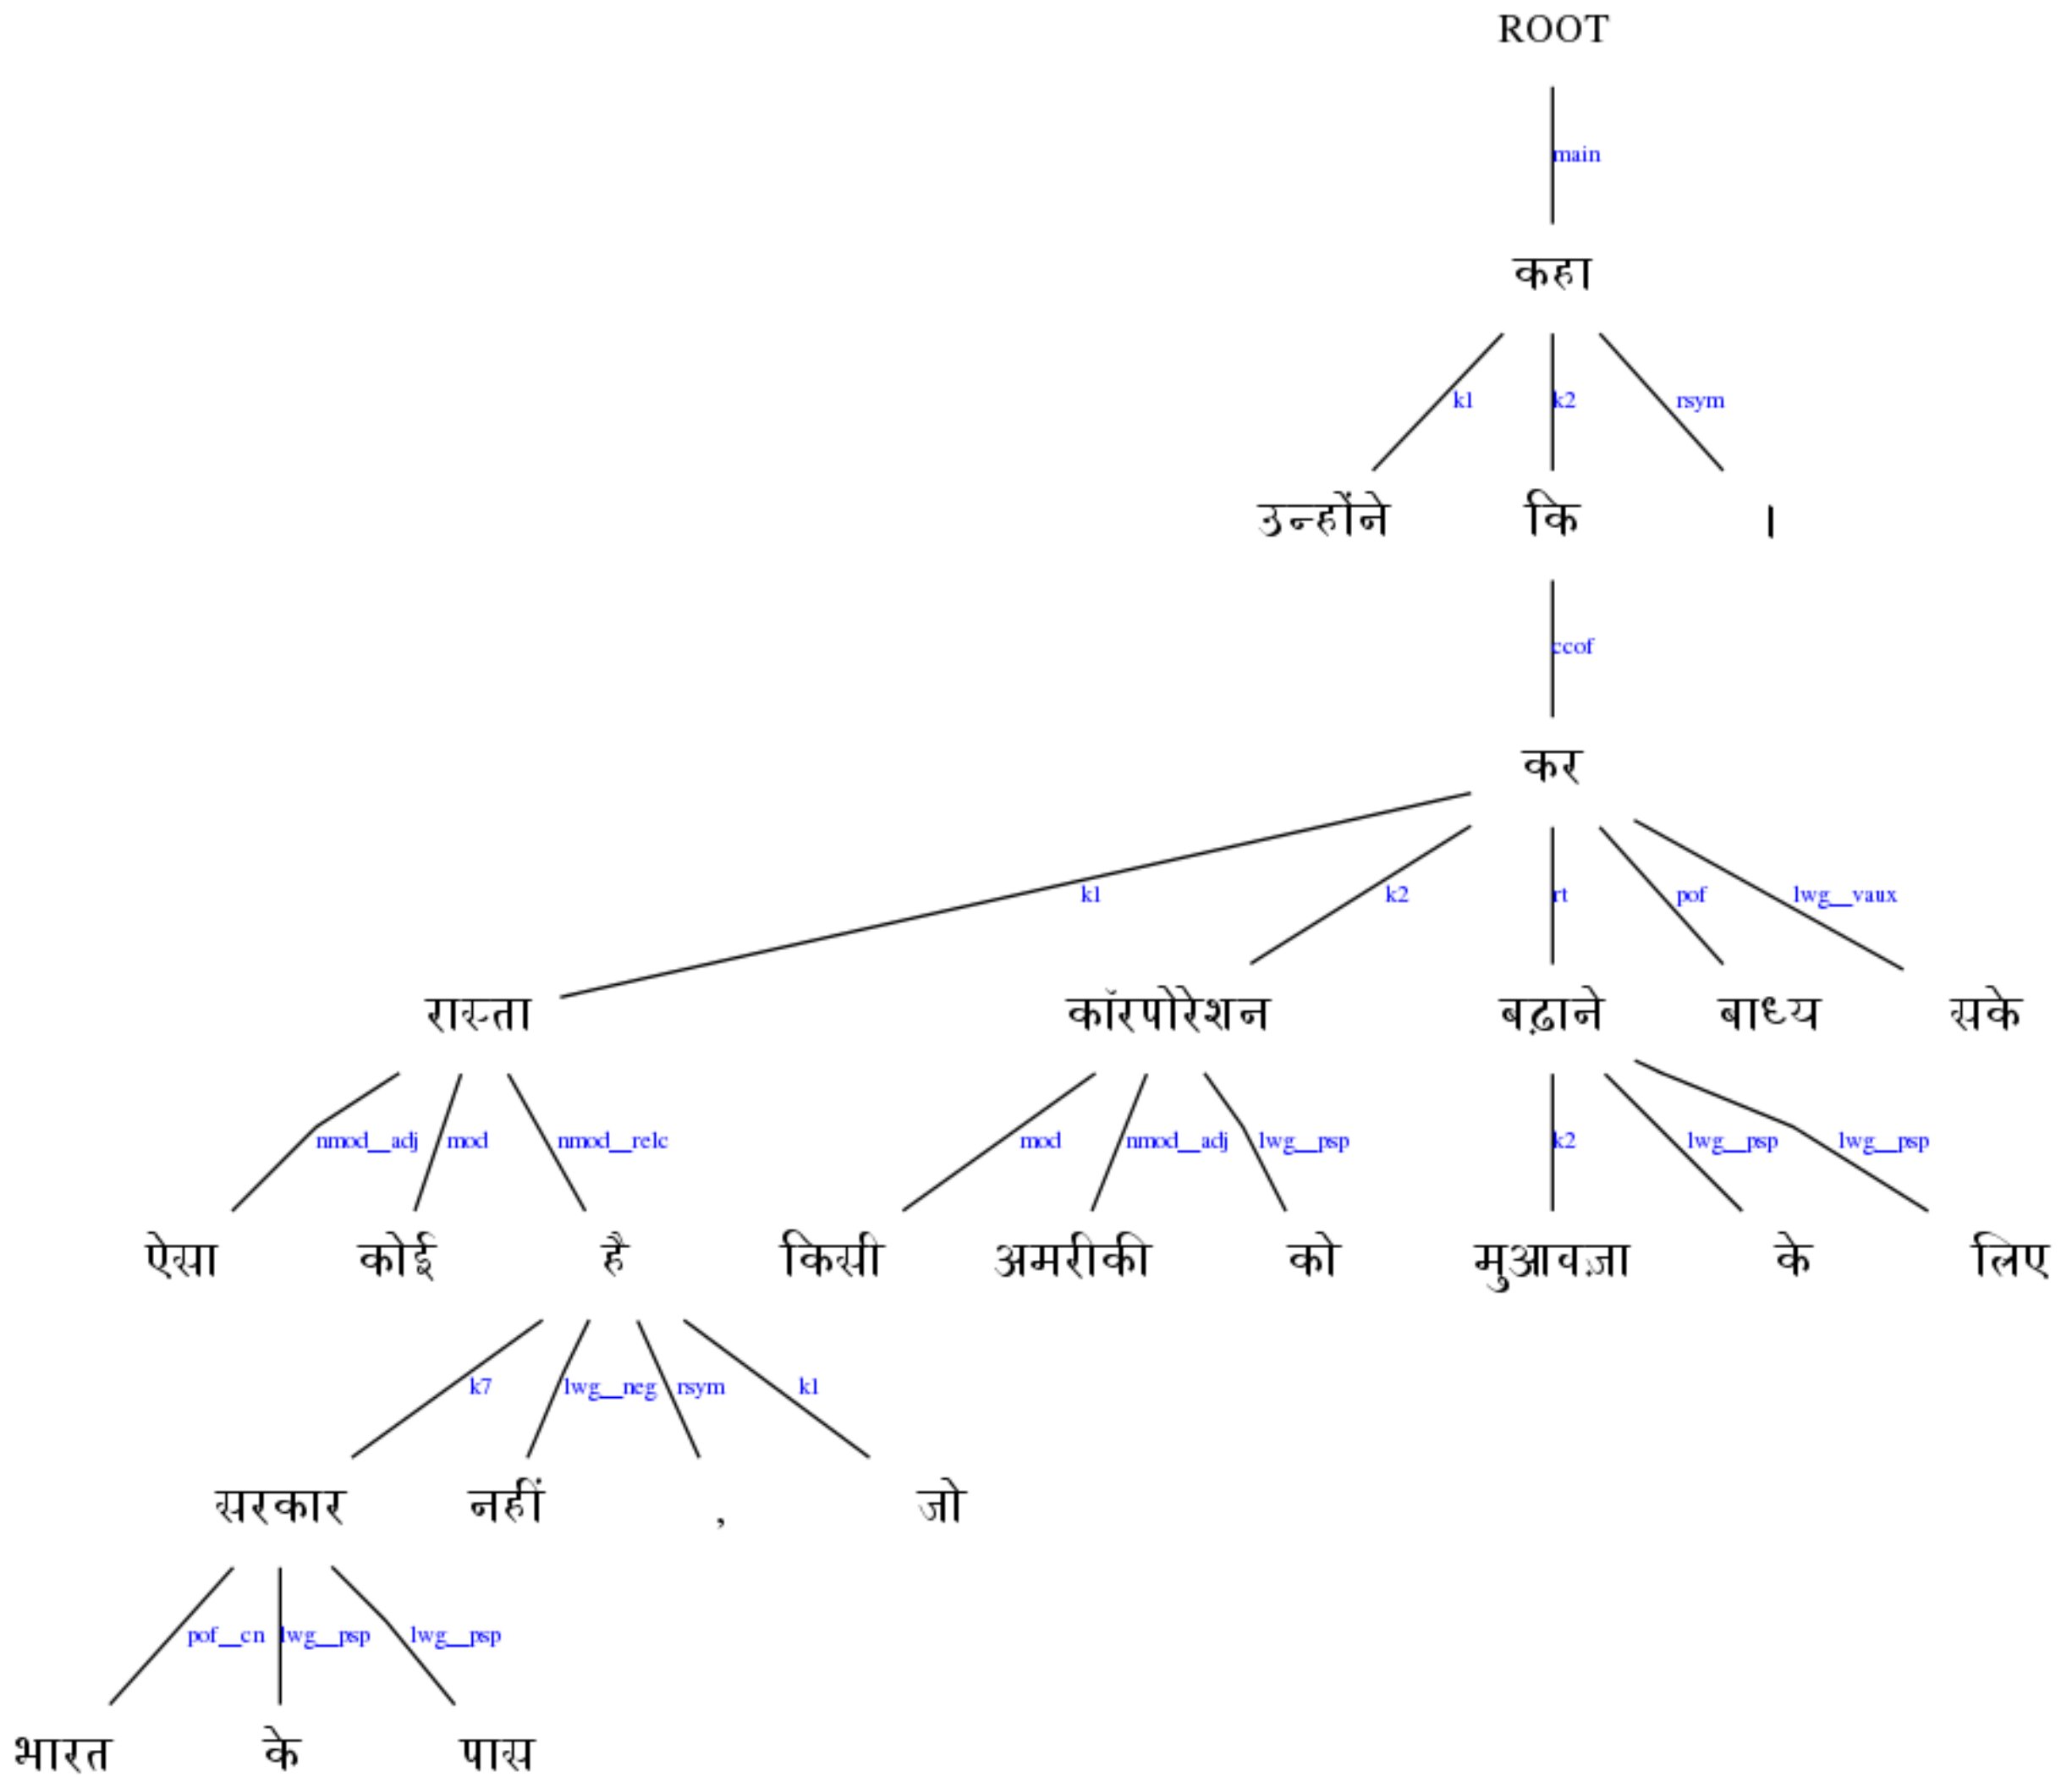 ROOT
main
कहा
k1 k2 rsym
उन्होंने कि ।
ccof
कर
k1 k2 rt pof lwg__vaux
रास्ता कॉरपोरेशन बढ़ाने बाध्य सके
nmod__adj mod nmod__relc mod nmod__adj lwg__psp k2 lwg__psp lwg__psp
ऐसा कोई है किसी अमरीकी को मुआवज़ा के लिए
k7 lwg__neg rsym k1
सरकार नहीं , जो
pof__cn lwg__psp lwg__psp
भारत के पास